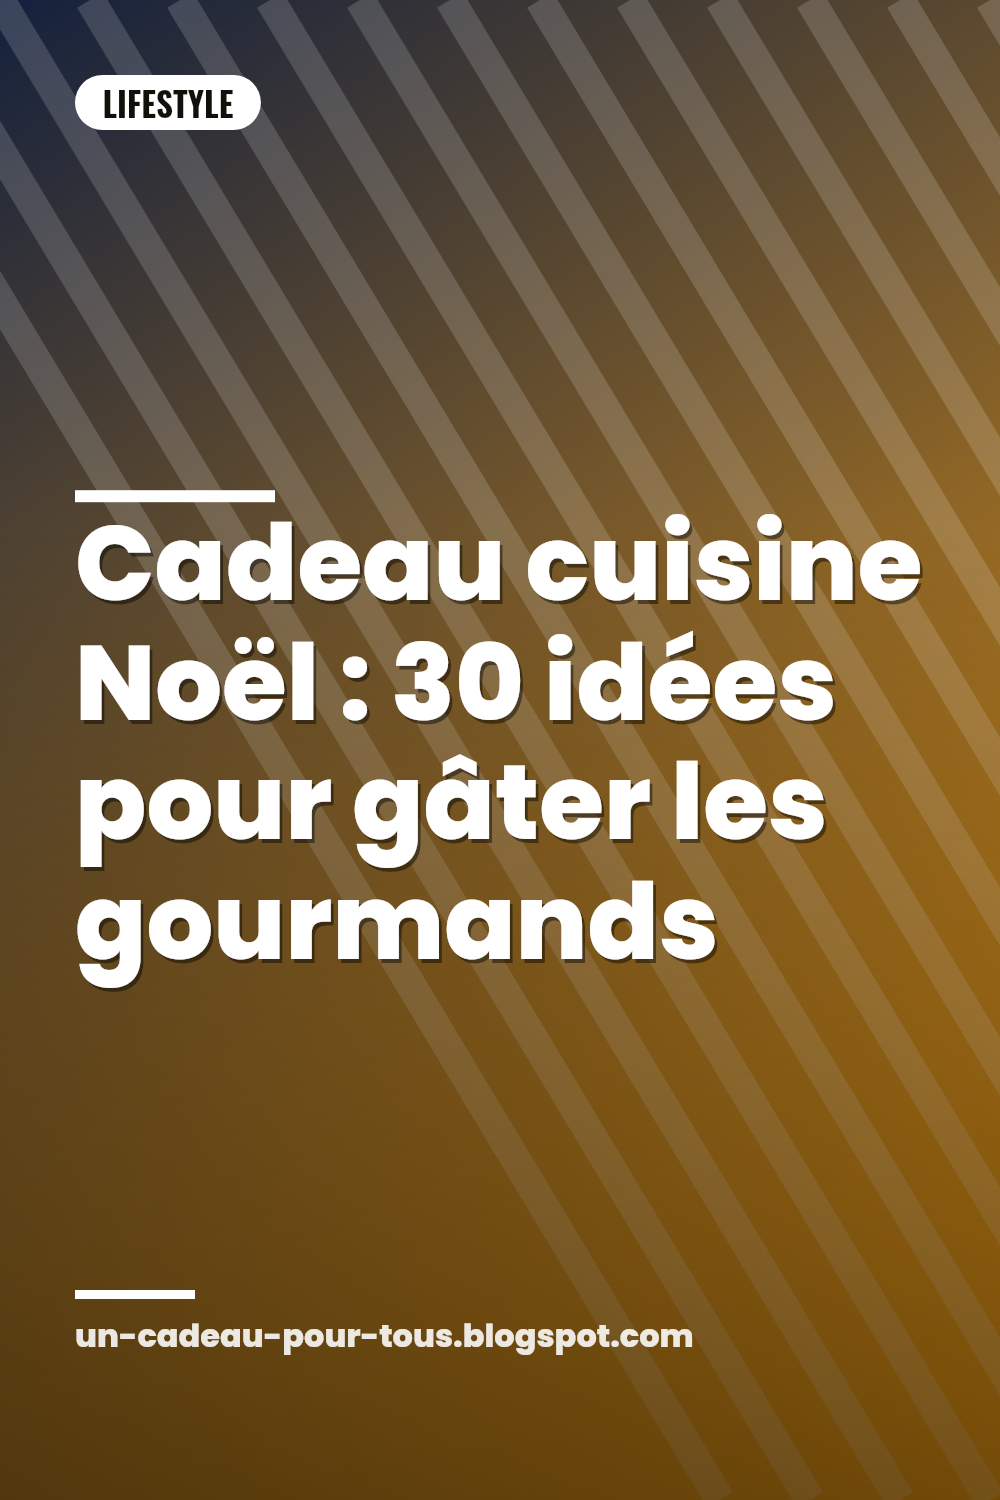 LIFESTYLE
Cadeau cuisine
Noël : 30 idées
pour gâter les
gourmands
un-cadeau-pour-tous.blogspot.com